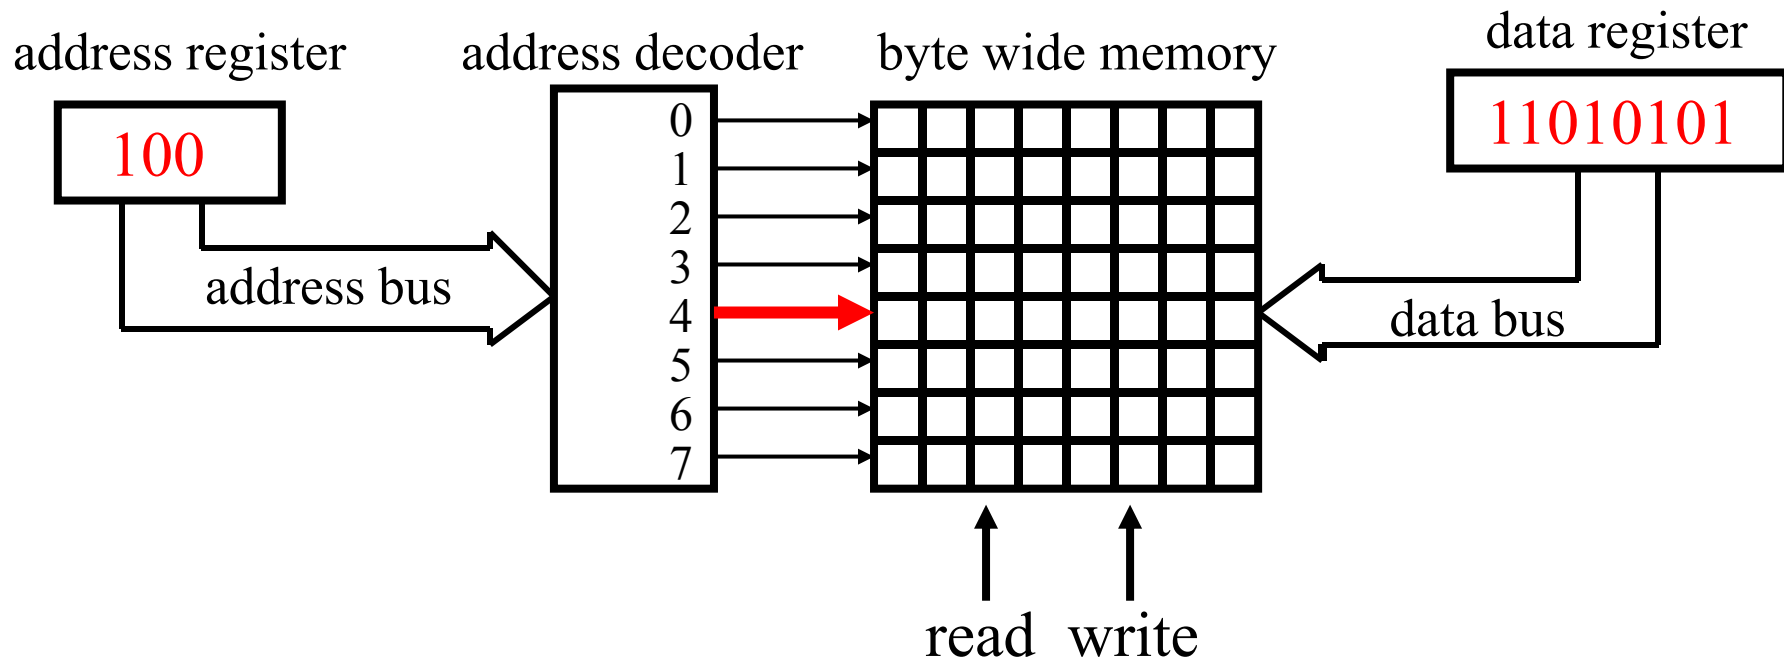 address register
address decoder
byte wide memory
data register
100
11010101
0
1
2
3
4
5
6
7
address bus
data bus
read
write